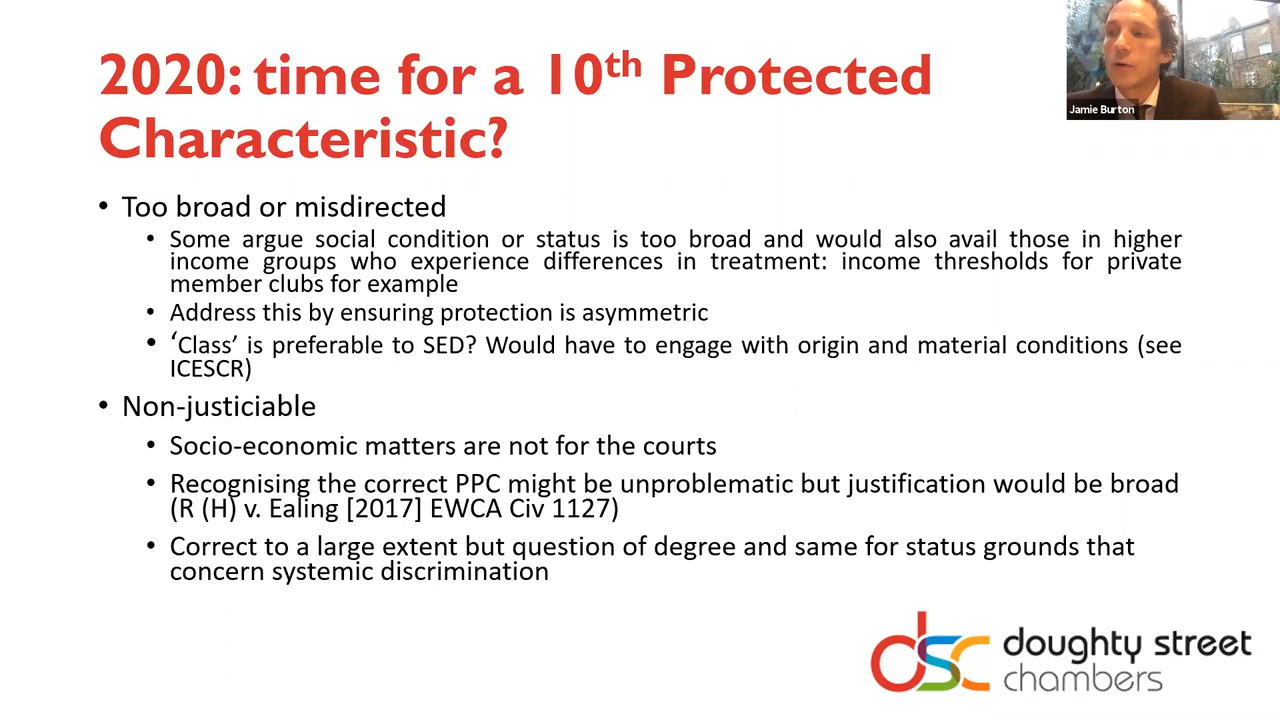 2020: time for a 10th Protected
Characteristic?
Jamie Burton
• Too broad or misdirected
• Some argue social condition or status is too broad and would also avail those in higher
income groups who experience differences in treatment: income thresholds for private
member clubs for example
• Address this by ensuring protection is asymmetric
• ‘Class’ is preferable to SED? Would have to engage with origin and material conditions (see
ICESCR)
• Non-justiciable
• Socio-economic matters are not for the courts
• Recognising the correct PPC might be unproblematic but justification would be broad
(R (H) v. Ealing [2017] EWCA Civ 1127)
• Correct to a large extent but question of degree and same for status grounds that
concern systemic discrimination
dsc doughty street
chambers